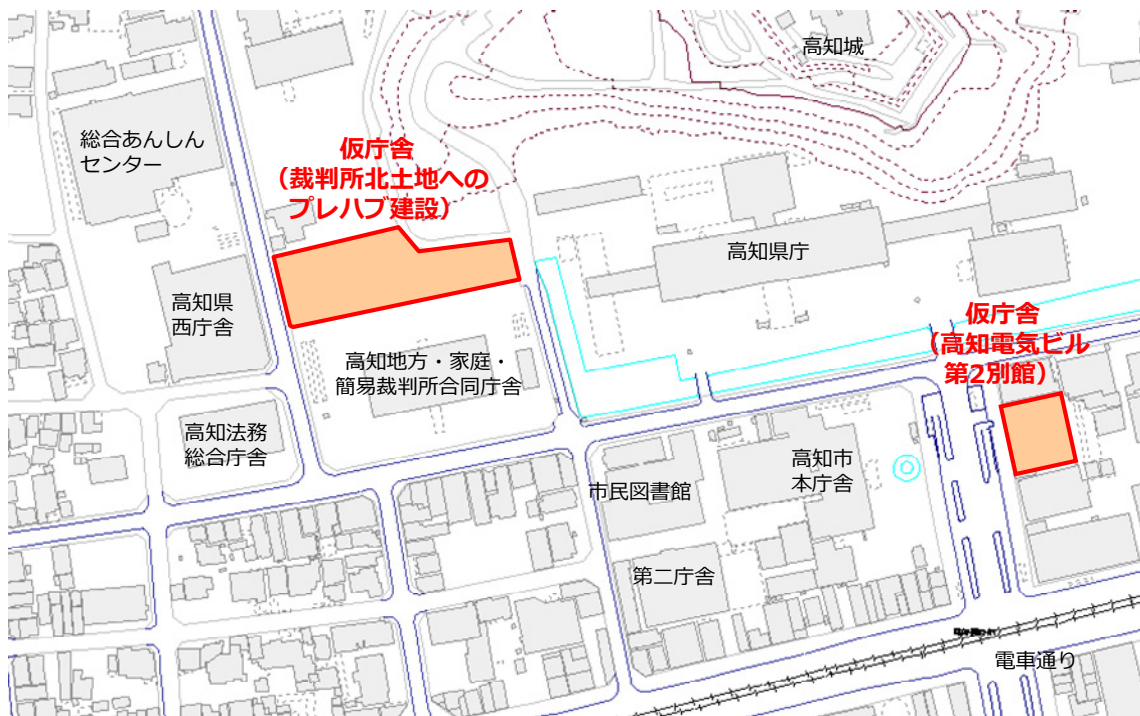 高知城
総合あんしん
センター
仮庁舎
（裁判所北土地への
プレハブ建設）
高知県庁
高知県
西庁舎
仮庁舎
（高知電気ビル
第2別館）
高知地方・家庭・
簡易裁判所合同庁舎
高知法務
総合庁舎
市民図書館
高知市
本庁舎
第二庁舎
電車通り